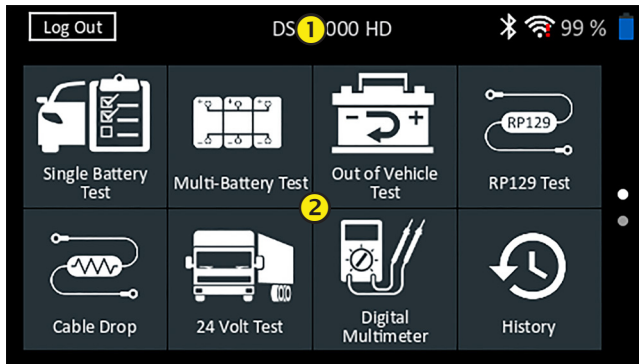 Log Out
DS
1
000 HD
99 %
Single Battery
Test
Multi-Battery Test
Out of Vehicle
Test
RP129
RP129 Test
2
Cable Drop
24 Volt Test
Digital
Multimeter
History